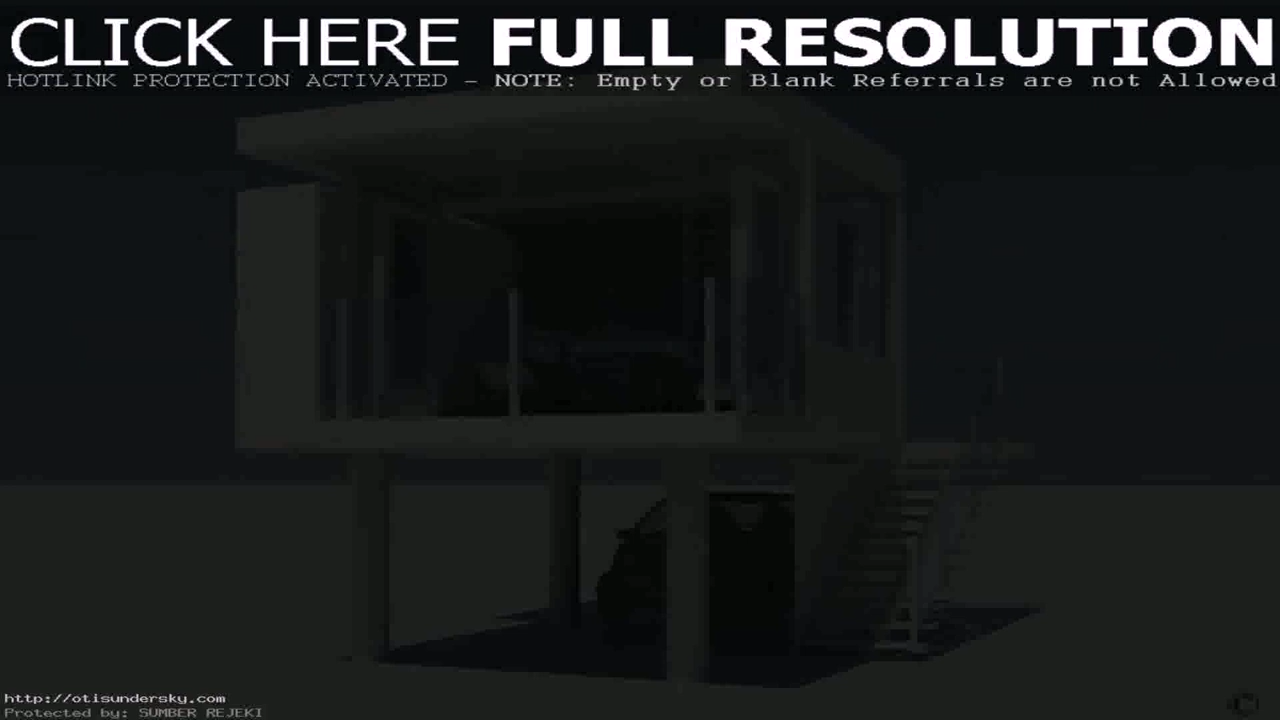 CLICK HERE FULL RESOLUTION
HOTLINK PROTECTION ACTIVATED - NOTE: Empty or Blank Referrals are not Allowed
http://otisundersky.com
Protected by: SUMBER REJEKI
©